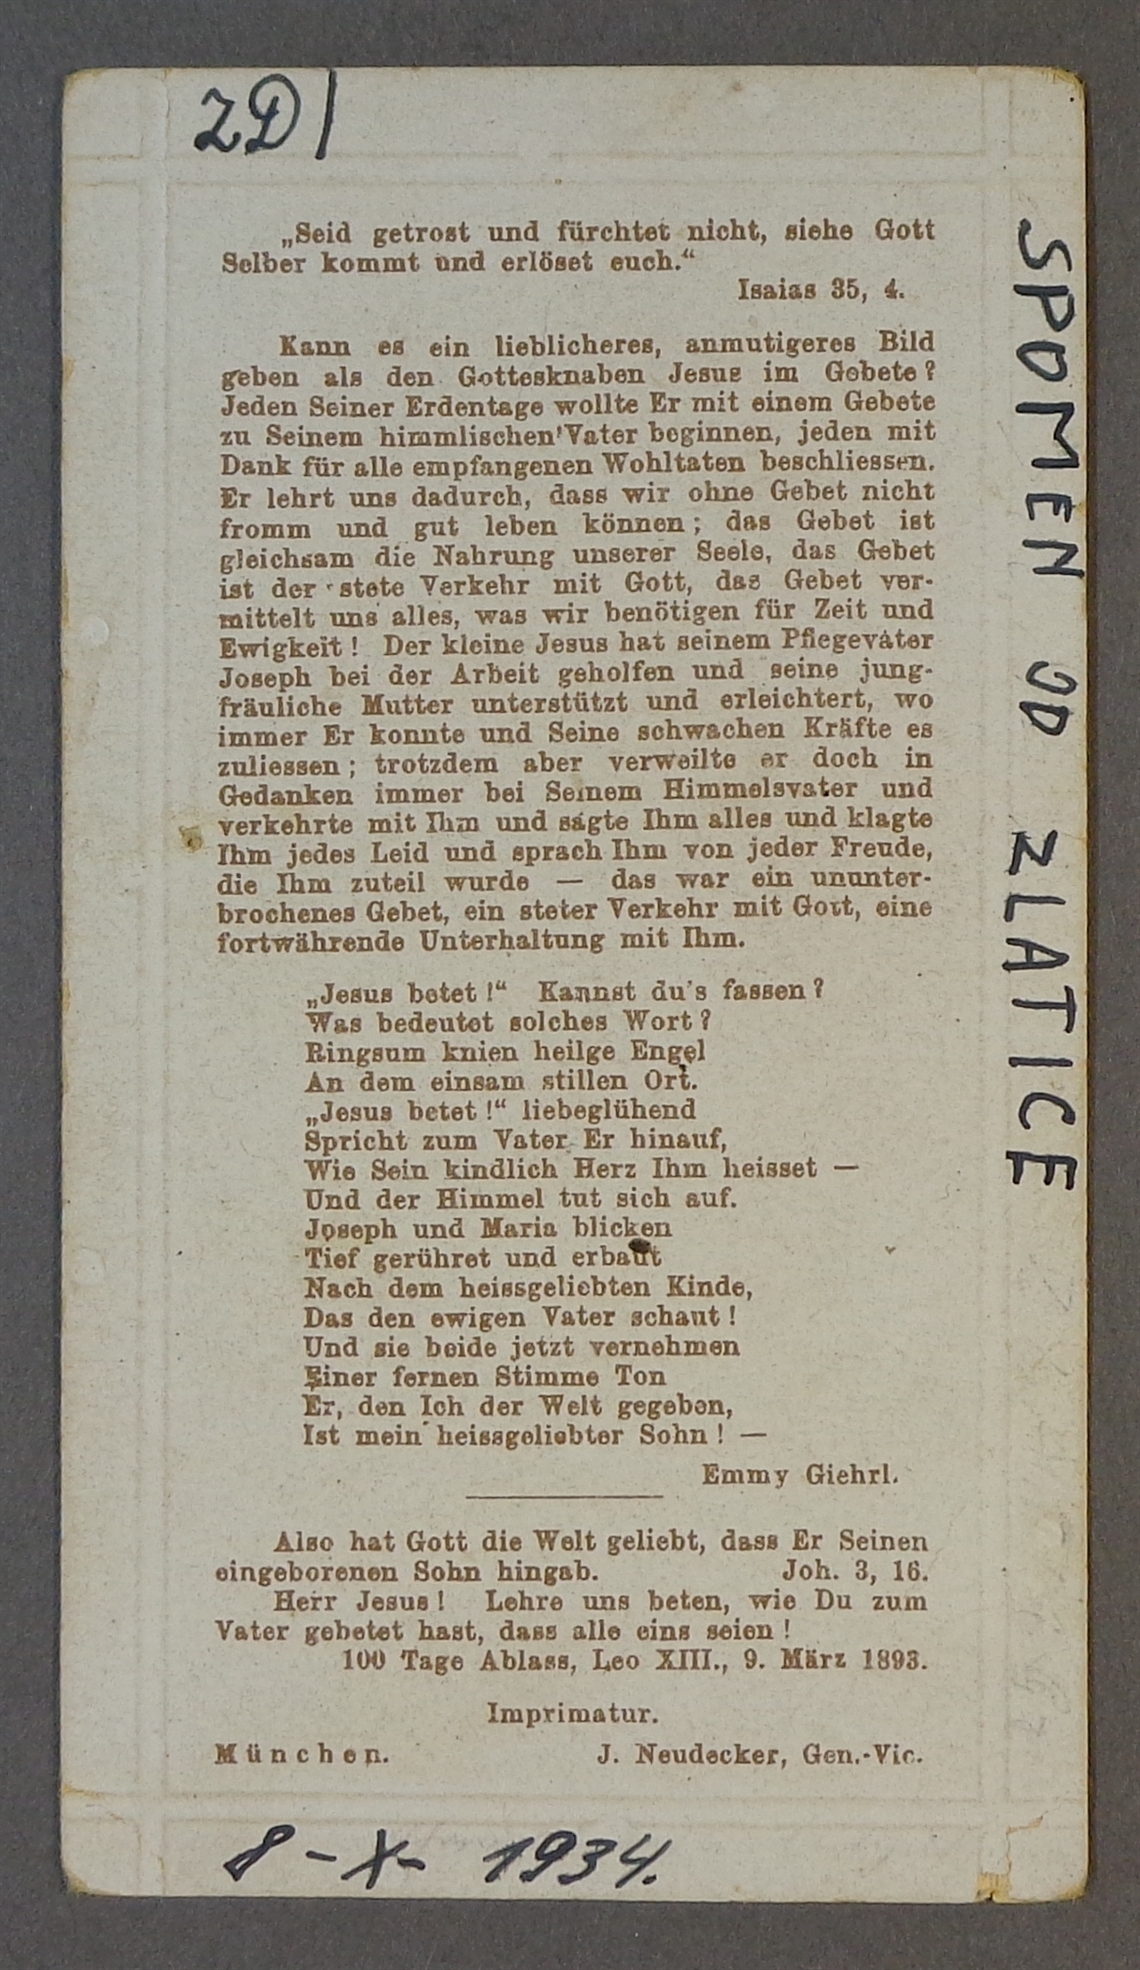 ZD1
„Seid getrost und fürchtet nicht, siehe Gott
Selber kommt und erlöset euch.“
Isaias 35, 4.
Kann es ein lieblicheres, anmutigeres Bild
geben als den Gottesknaben Jesus im Gebete?
Jeden Seiner Erdentage wollte Er mit einem Gebete
zu Seinem himmlischen Vater beginnen, jeden mit
Dank für alle empfangenen Wohltaten beschliessen.
Er lehrt uns dadurch, dass wir ohne Gebet nicht
fromm und gut leben können; das Gebet ist
gleichsam die Nahrung unserer Seele, das Gebet
ist der stete Verkehr mit Gott, das Gebet ver-
mittelt uns alles, was wir benötigen für Zeit und
Ewigkeit! Der kleine Jesus hat seinem Pflegevater
Joseph bei der Arbeit geholfen und seine jung-
fräuliche Mutter unterstützt und erleichtert, wo
immer Er konnte und Seine schwachen Kräfte es
zuliessen; trotzdem aber verweilte er doch in
Gedanken immer bei Seinem Himmelsvater und
verkehrte mit Ihm und sagte Ihm alles und klagte
Ihm jedes Leid und sprach Ihm von jeder Freude,
die Ihm zuteil wurde — das war ein ununter-
brochenes Gebet, ein steter Verkehr mit Gott, eine
fortwährende Unterhaltung mit Ihm.
„Jesus betet!“ Kannst du's fassen?
Was bedeutet solches Wort?
Ringsum knien heilge Engel
An dem einsam stillen Ort.
„Jesus betet!“ liebeglühend
Spricht zum Vater Er hinauf,
Wie Sein kindlich Herz Ihm heisset —
Und der Himmel tut sich auf.
Joseph und Maria blicken
Tief gerühret und erbaut
Nach dem heissgeliebten Kinde,
Das den ewigen Vater schaut!
Und sie beide jetzt vernehmen
Einer fernen Stimme Ton
Er, den Ich der Welt gegeben,
Ist mein heissgeliebter Sohn! —
Emmy Giehrl.
Also hat Gott die Welt geliebt, dass Er Seinen
eingeborenen Sohn hingab. Joh. 3, 16.
Herr Jesus! Lehre uns beten, wie Du zum
Vater gebetet hast, dass alle eins seien!
100 Tage Ablass, Leo XIII., 9. März 1893.
Imprimatur.
München. J. Neudecker, Gen.-Vic.
8-X-1934.
SPOMEN OD ZLATICE